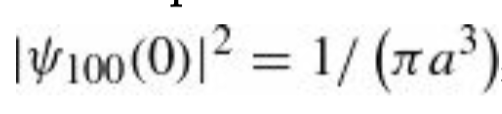 |ψ₁₀₀(0)|² = 1/ (πa³)